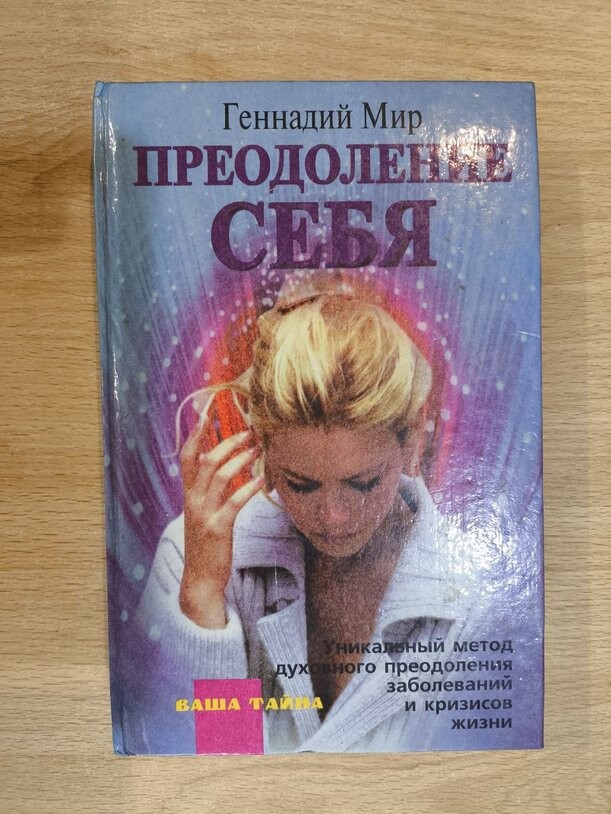 Геннадий Мир
ПРЕОДОЛЕНИЕ
СЕБЯ
Уникальный метод
духовного преодоления
заболеваний
и кризисов
жизни
ВАША ТАЙНА